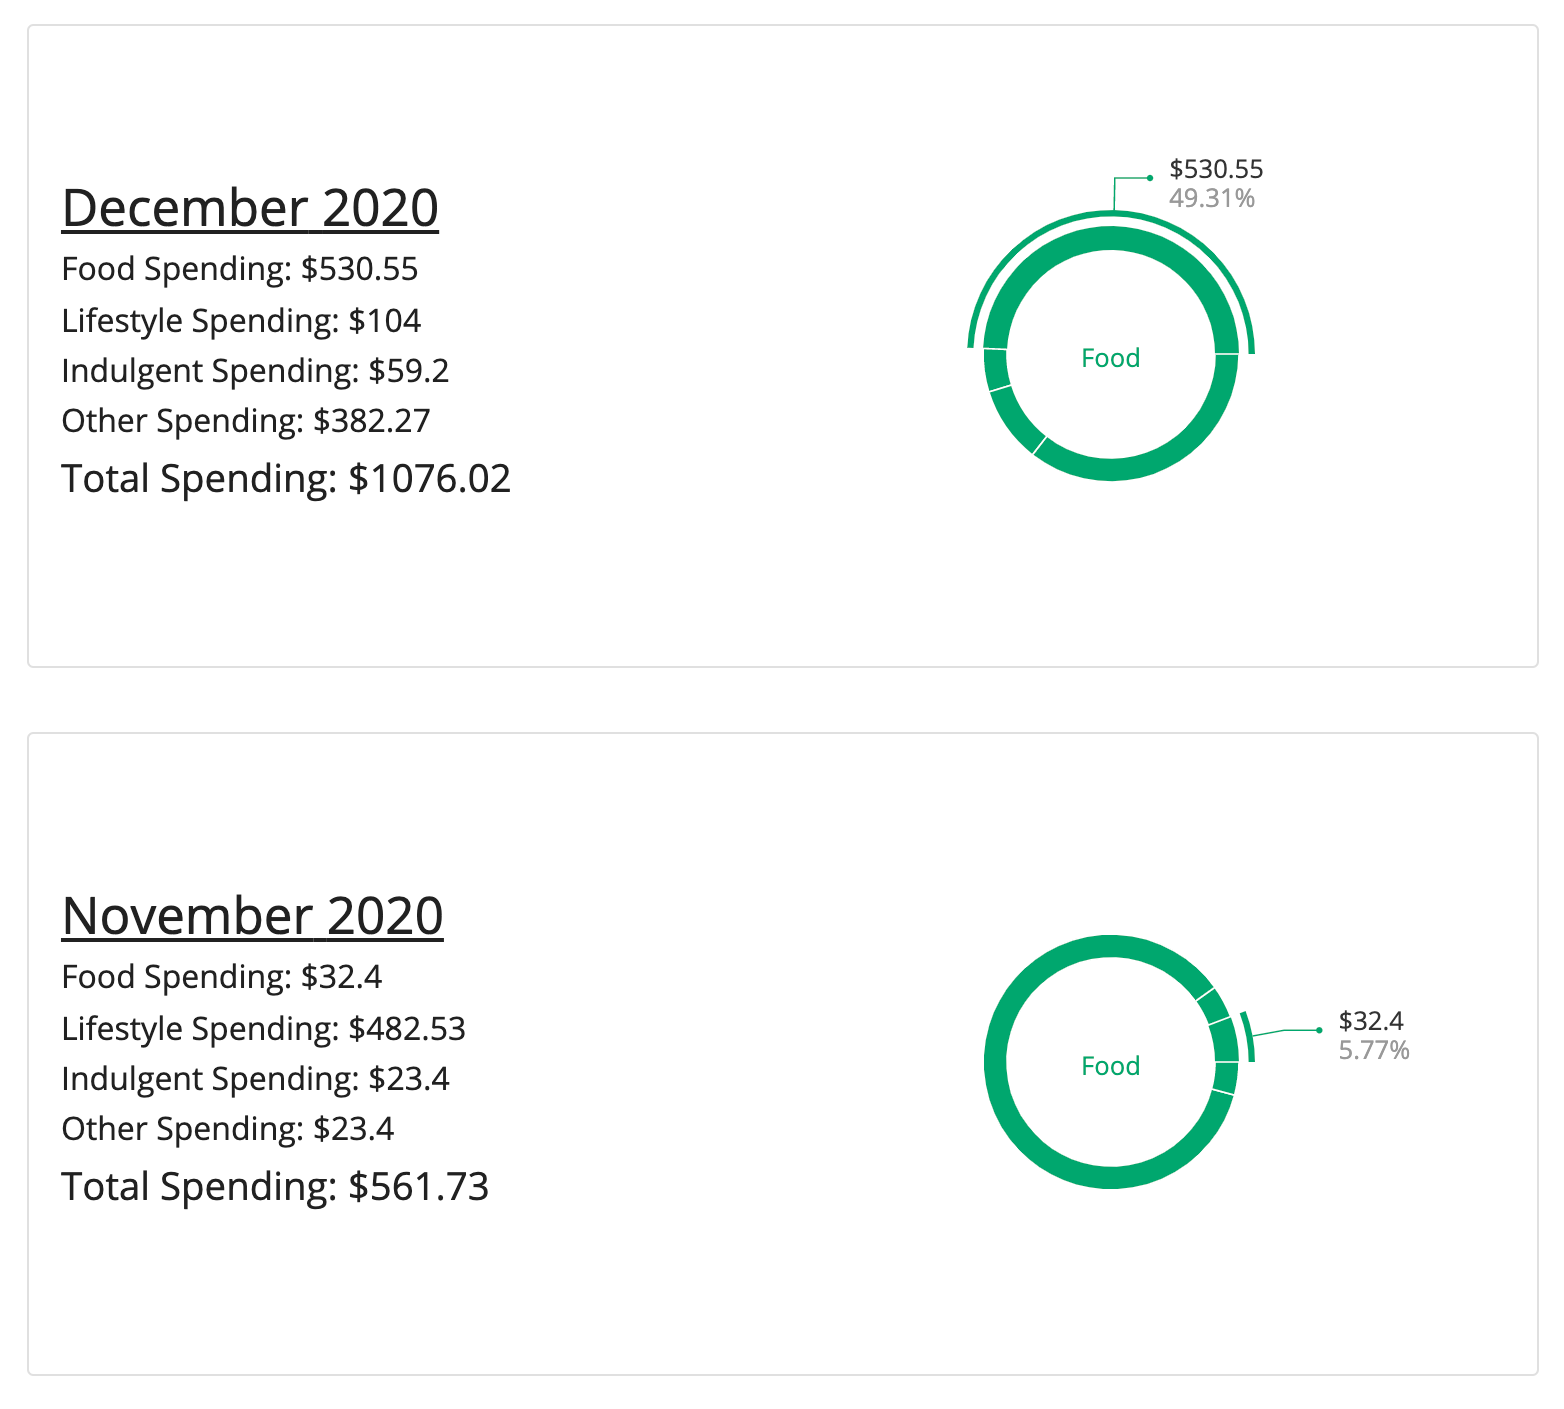 December 2020
Food Spending: $530.55
Lifestyle Spending: $104
Indulgent Spending: $59.2
Other Spending: $382.27
Total Spending: $1076.02
$530.55
49.31%
Food
November 2020
Food Spending: $32.4
Lifestyle Spending: $482.53
Indulgent Spending: $23.4
Other Spending: $23.4
Total Spending: $561.73
$32.4
5.77%
Food